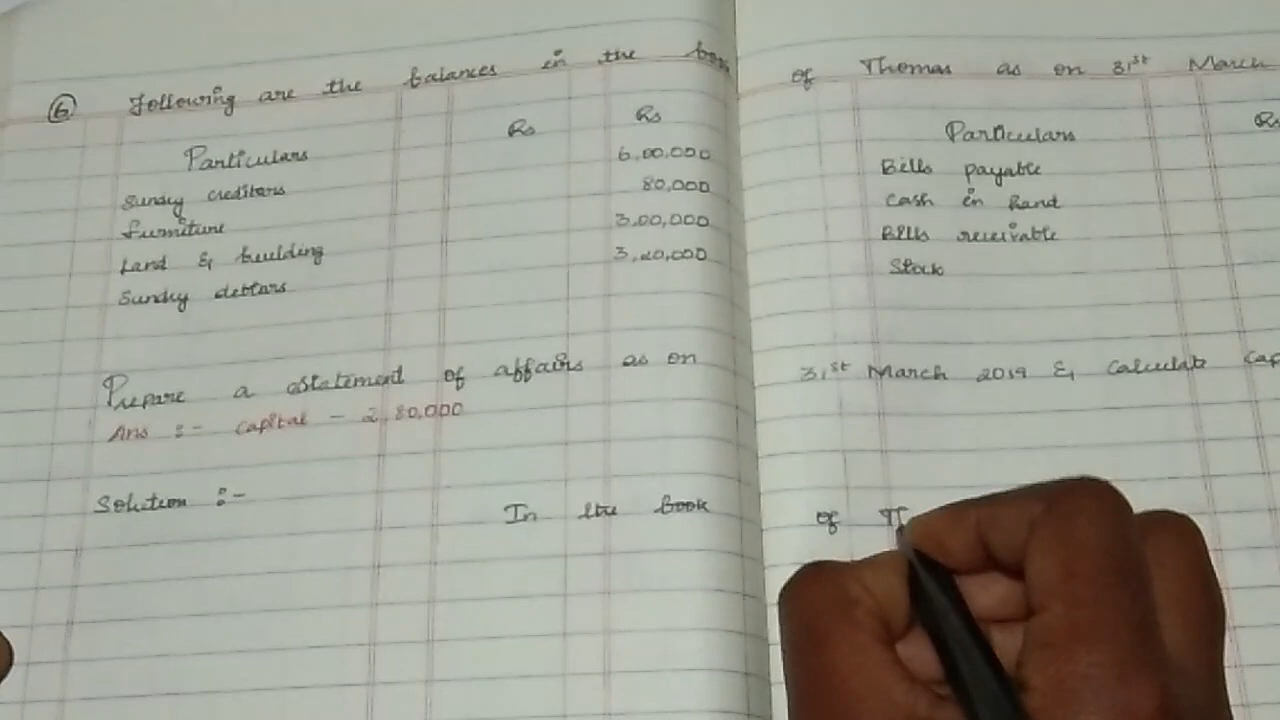 6 Following are the balances in the book of Thomas as on 31st March
Particulars Rs Rs Particulars Rs
Sundry creditors 6,00,000 Bills payable
Furniture 80,000 Cash in hand
Land & building 3,00,000 Bills receivable
Sundry debtors 3,20,000 Stock
Prepare a statement of affairs as on 31st March 2019 & calculate Cap
Ans :- capital - 2,80,000
Solution :-
In the book of T